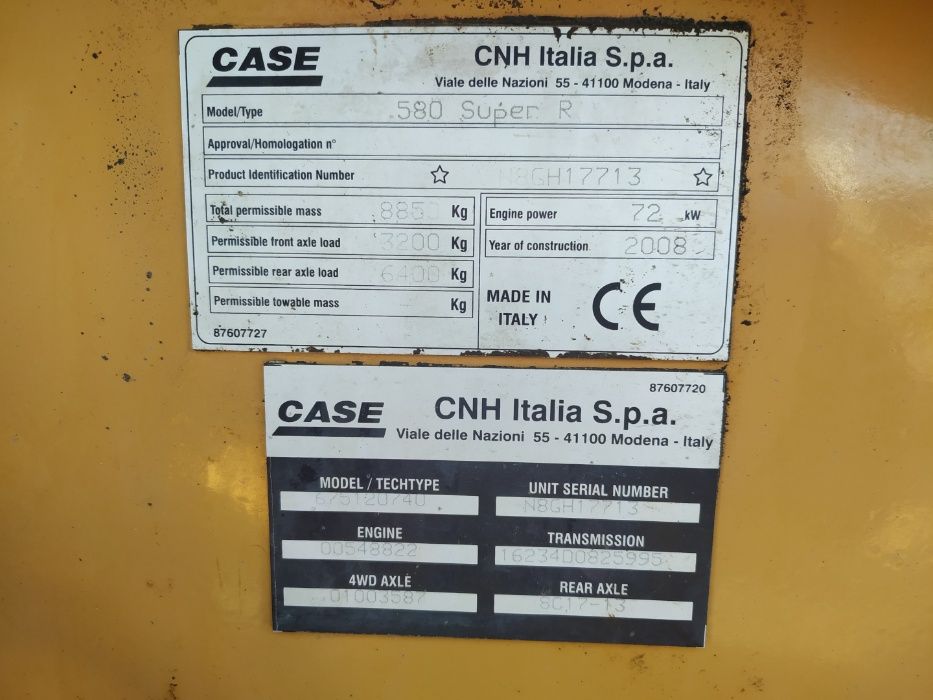 CASE CNH Italia S.p.a.
Viale delle Nazioni 55 - 41100 Modena - Italy
Model/Type 580 Super R
Approval/Homologation n°
Product Identification Number ☆ N8GH17713 ☆
Total permissible mass 8850 Kg
Permissible front axle load 3200 Kg
Permissible rear axle load 6400 Kg
Permissible towable mass Kg
Engine power 72 kW
Year of construction 2008
MADE IN
ITALY
CE
87607727
87607720
CASE CNH Italia S.p.a.
Viale delle Nazioni 55 - 41100 Modena - Italy
MODEL / TECHTYPE UNIT SERIAL NUMBER
675120740 N8GH17713
ENGINE TRANSMISSION
00548822 16234D0825995
4WD AXLE REAR AXLE
01003587